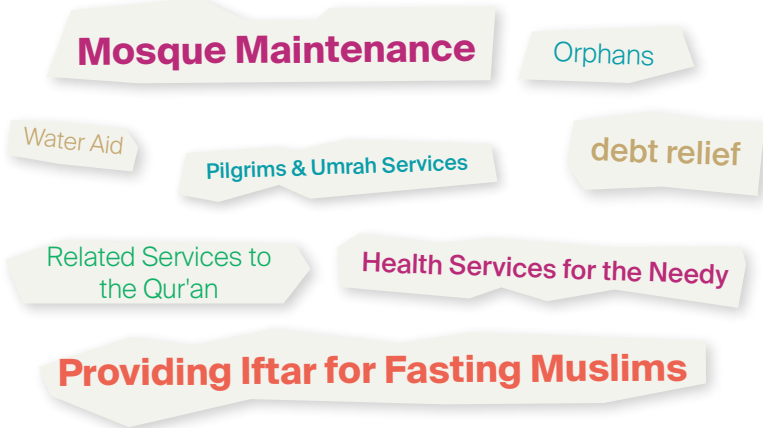 Mosque Maintenance
Orphans
Water Aid
Pilgrims & Umrah Services
debt relief
Related Services to
the Qur'an
Health Services for the Needy
Providing Iftar for Fasting Muslims